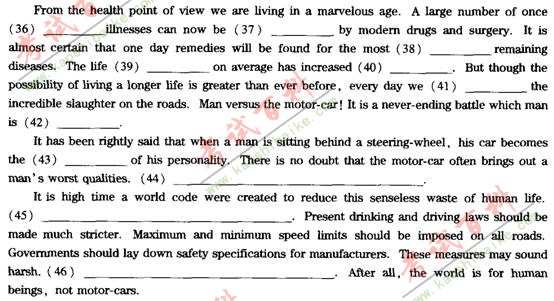 From the health point of view we are living in a marvelous age. A large number of once
(36) ________ illnesses can now be (37) ________ by modern drugs and surgery. It is
almost certain that one day remedies will be found for the most (38) ________ remaining
diseases. The life (39) ________ on average has increased (40) ________. But though the
possibility of living a longer life is greater than ever before, every day we (41) ________ the
incredible slaughter on the roads. Man versus the motor-car! It is a never-ending battle which man
is (42) ________.
It has been rightly said that when a man is sitting behind a steering-wheel, his car becomes
the (43) ________ of his personality. There is no doubt that the motor-car often brings out a
man's worst qualities. (44) ________________________________.
It is high time a world code were created to reduce this senseless waste of human life.
(45) ________________________________. Present drinking and driving laws should be
made much stricter. Maximum and minimum speed limits should be imposed on all roads.
Governments should lay down safety specifications for manufacturers. These measures may sound
harsh. (46) ________________________________. After all, the world is for human
beings, not motor-cars.